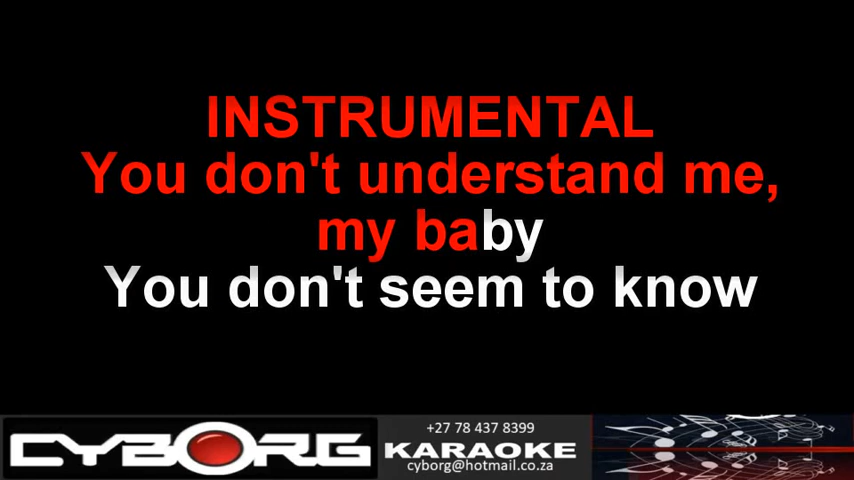 INSTRUMENTAL
You don't understand me,
my baby
You don't seem to know
CYBORG
+27 78 437 8399
KARAOKE
cyborg@hotmail.co.za